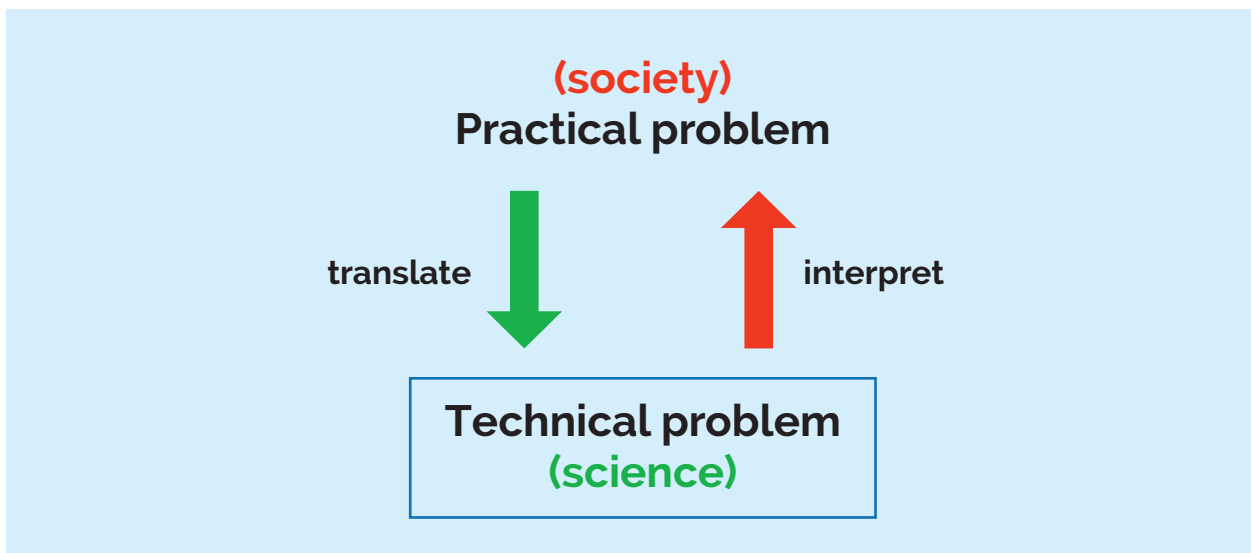 (society)
Practical problem
translate
interpret
Technical problem
(science)